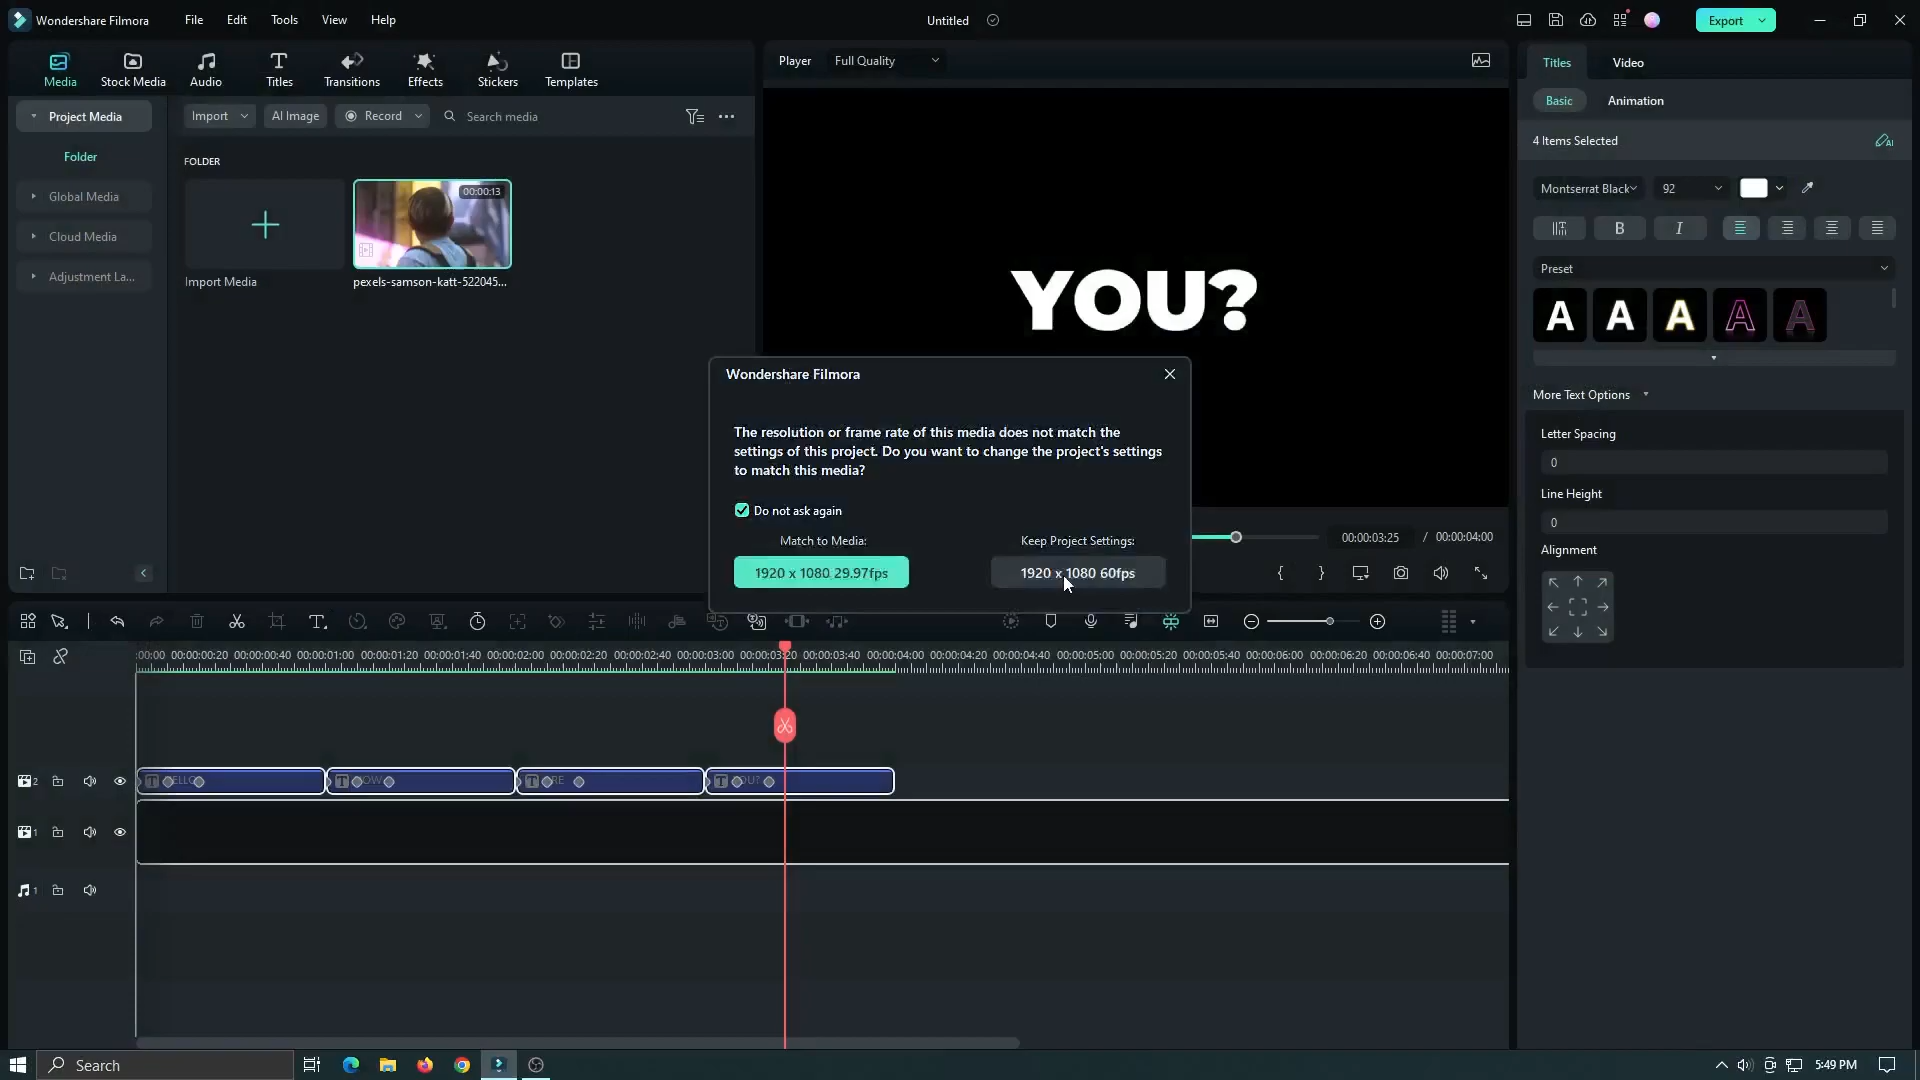 Wondershare Filmora
File
Edit
Tools
View
Help
Untitled
Export
Media
Stock Media
Audio
Titles
Transitions
Effects
Stickers
Templates
Player
Full Quality
Titles
Video
Project Media
Import
AI Image
Record
Search media
Basic
Animation
Folder
FOLDER
4 Items Selected
AI
Global Media
00:00:13
Montserrat Black
92
Cloud Media
B
I
Adjustment La...
Import Media
pexels-samson-katt-522045...
YOU?
Preset
A
A
A
A
A
Wondershare Filmora
The resolution or frame rate of this media does not match the
settings of this project. Do you want to change the project's settings
to match this media?
Do not ask again
Match to Media:
Keep Project Settings:
1920 x 1080 29.97fps
1920 x 1080 60fps
More Text Options
Letter Spacing
0
Line Height
0
Alignment
00:00:03:25
/
00:00:04:00
{
}
:00:00
00:00:00:20
00:00:00:40
00:00:01:00
00:00:01:20
00:00:01:40
00:00:02:00
00:00:02:20
00:00:02:40
00:00:03:00
00:00:03:20
00:00:03:40
00:00:04:00
00:00:04:20
00:00:04:40
00:00:05:00
00:00:05:20
00:00:05:40
00:00:06:00
00:00:06:20
00:00:06:40
00:00:07:00
2
1
1
Search
5:49 PM